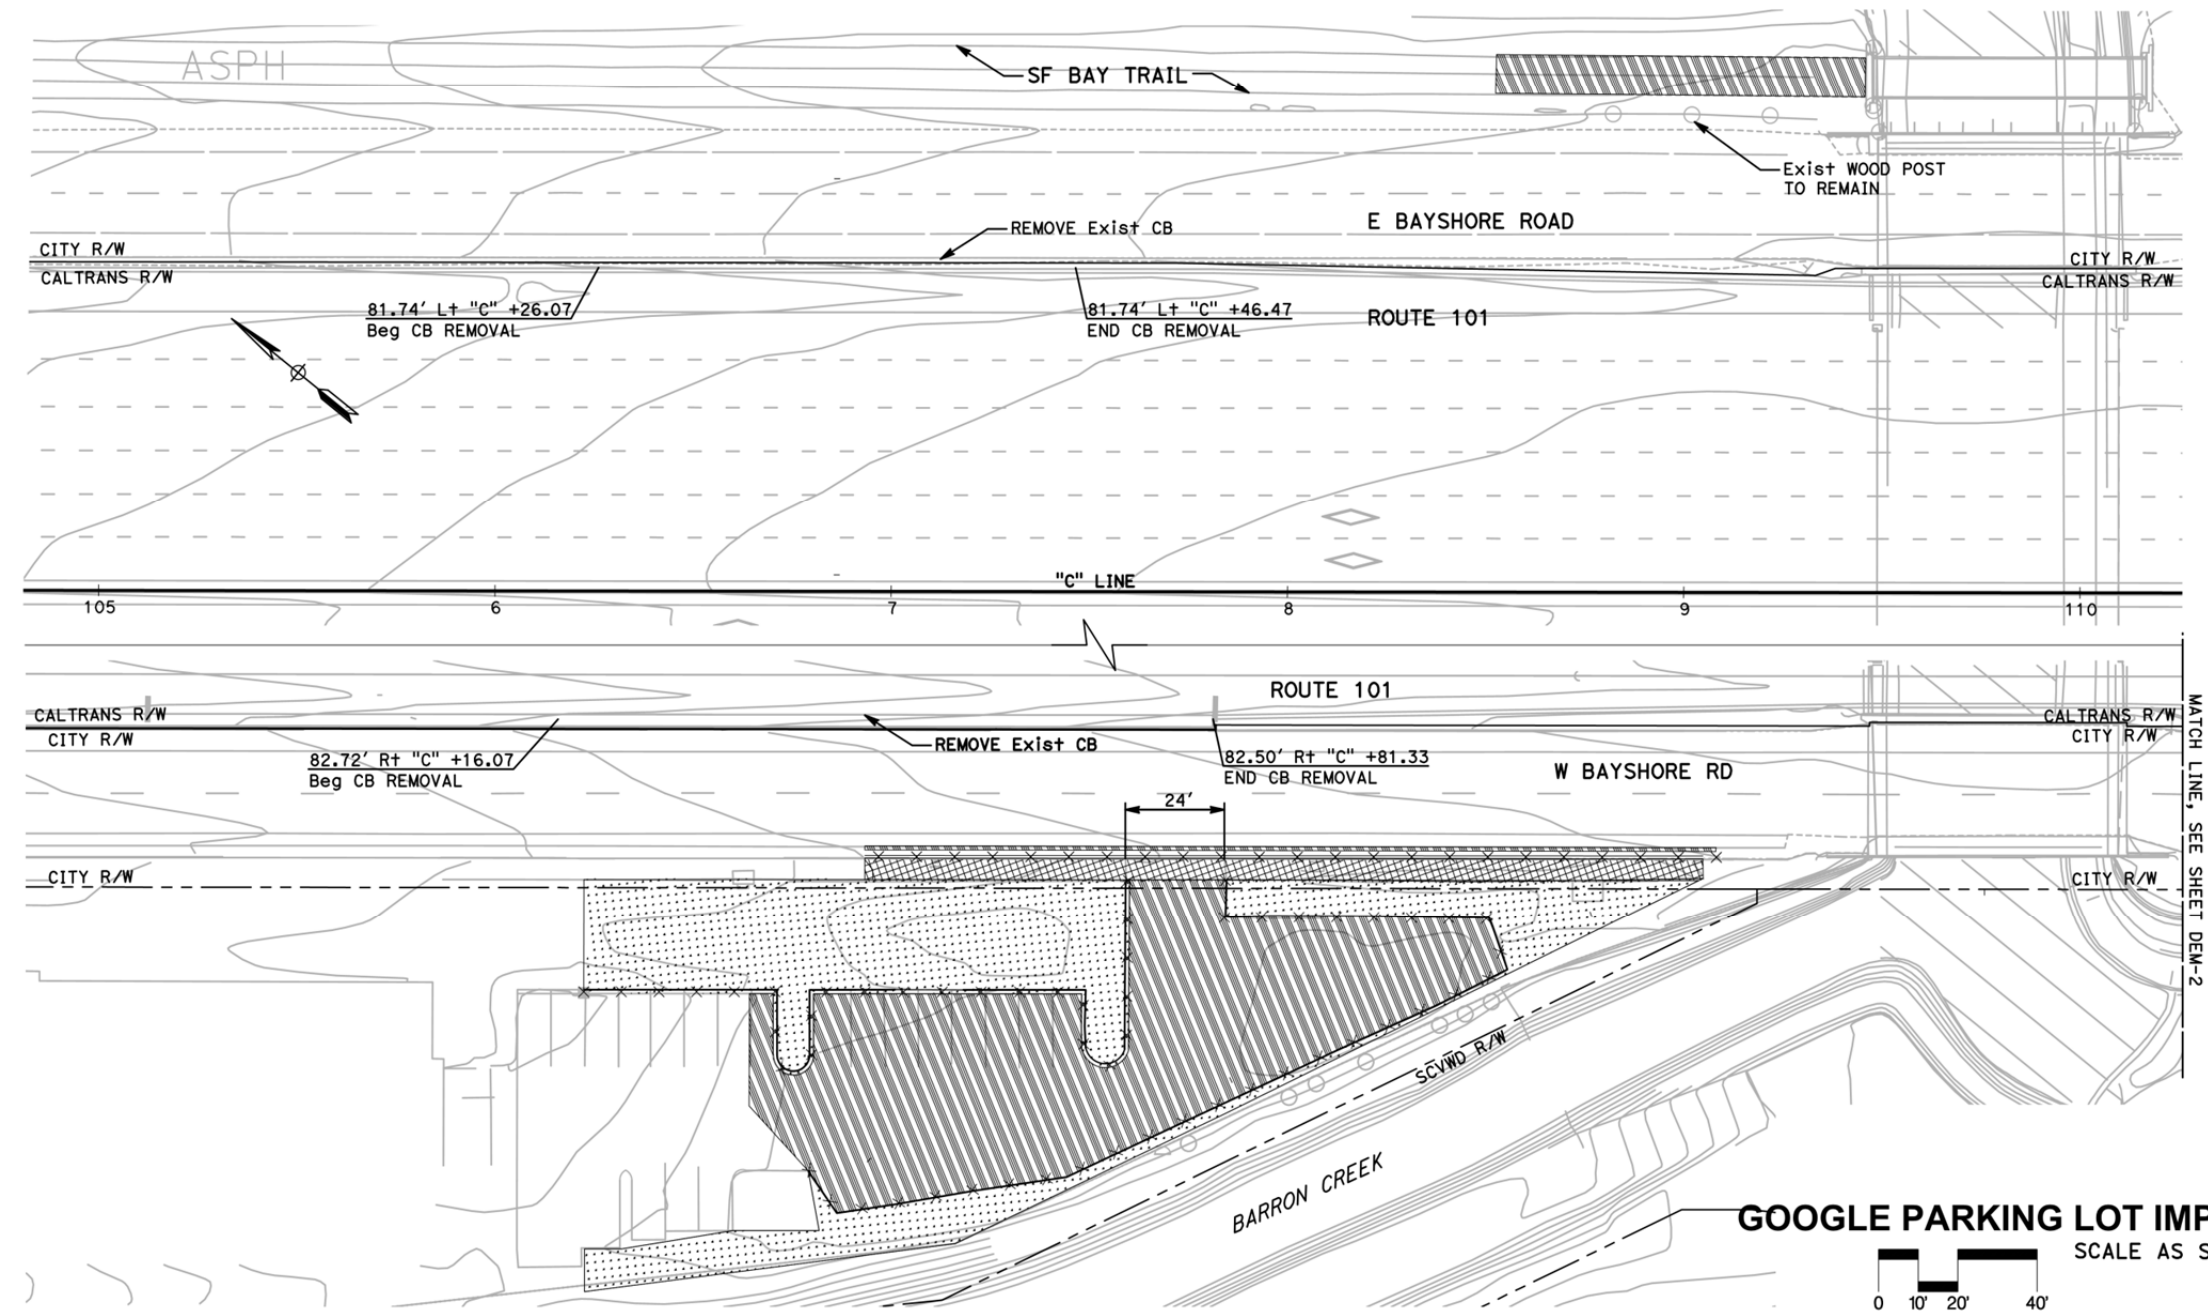 ASPH
SF BAY TRAIL
Exist WOOD POST
TO REMAIN
E BAYSHORE ROAD
REMOVE Exist CB
CITY R/W
CALTRANS R/W
CITY R/W
CALTRANS R/W
81.74' Lt "C" +26.07
Beg CB REMOVAL
81.74' Lt "C" +46.47
END CB REMOVAL
ROUTE 101
"C" LINE
105 6 7 8 9 110
ROUTE 101
CALTRANS R/W
CITY R/W
CALTRANS R/W
CITY R/W
REMOVE Exist CB
82.72' Rt "C" +16.07
Beg CB REMOVAL
82.50' Rt "C" +81.33
END CB REMOVAL
W BAYSHORE RD
24'
MATCH LINE, SEE SHEET DEM-2
CITY R/W
CITY R/W
SCVWD R/W
BARRON CREEK
GOOGLE PARKING LOT IMP
SCALE AS S
0 10' 20' 40'